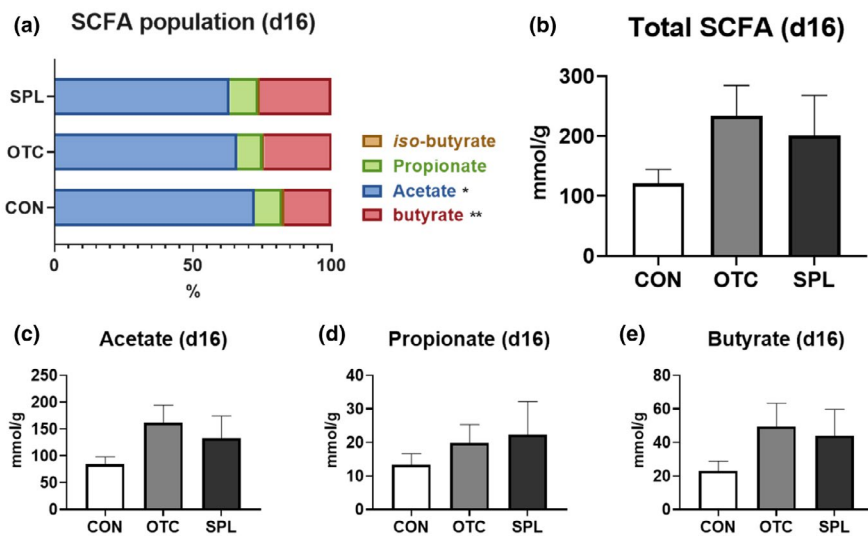 (a) SCFA population (d16)
SPL
OTC
CON
0 50 100
%
iso-butyrate
Propionate
Acetate *
butyrate **
(b) Total SCFA (d16)
mmol/g
300
200
100
0
CON OTC SPL
(c) Acetate (d16)
mmol/g
250
200
150
100
50
0
CON OTC SPL
(d) Propionate (d16)
mmol/g
40
30
20
10
0
CON OTC SPL
(e) Butyrate (d16)
mmol/g
80
60
40
20
0
CON OTC SPL